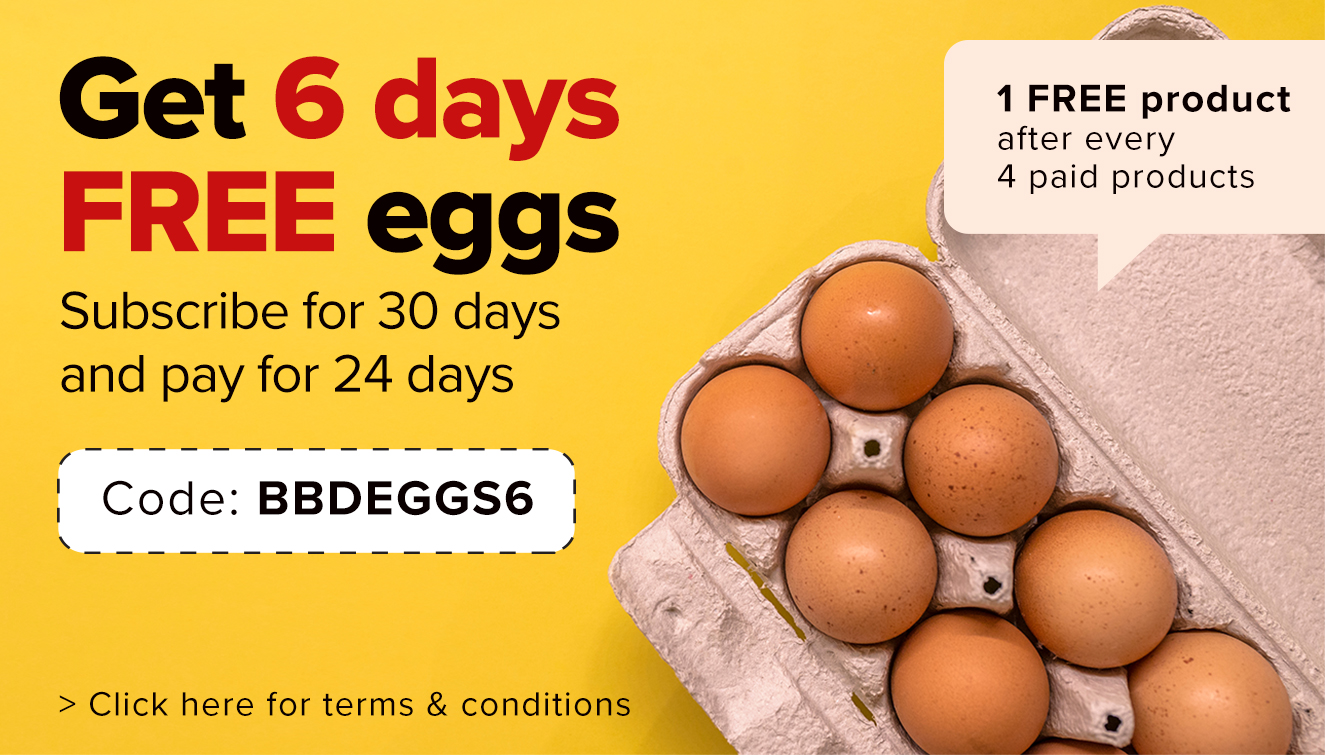 Get 6 days
FREE eggs
Subscribe for 30 days
and pay for 24 days
Code: BBDEGGS6
> Click here for terms & conditions
1 FREE product
after every
4 paid products